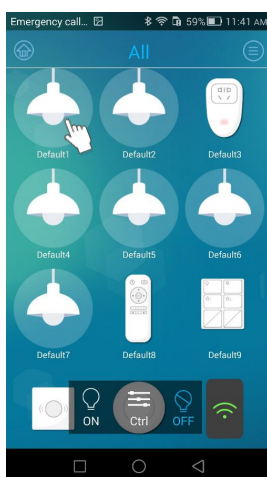 Emergency call... 59% 11:41 AM
All
Default1 Default2 Default3
Default4 Default5 Default6
Default7 Default8 Default9
ON Ctrl OFF